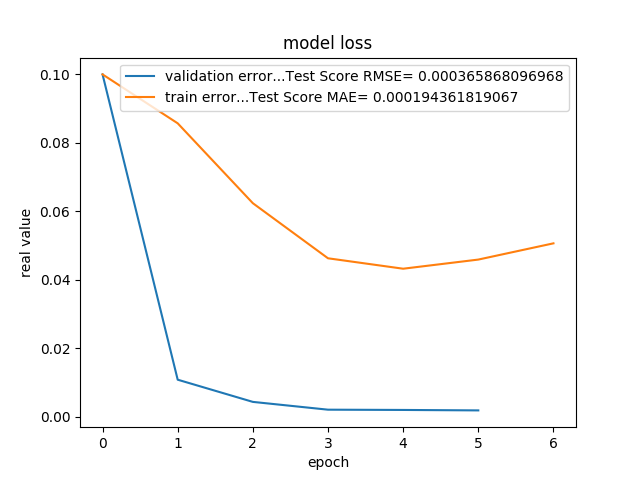 model loss
validation error...Test Score RMSE= 0.000365868096968
train error...Test Score MAE= 0.000194361819067
real value
0.10
0.08
0.06
0.04
0.02
0.00
0 1 2 3 4 5 6
epoch